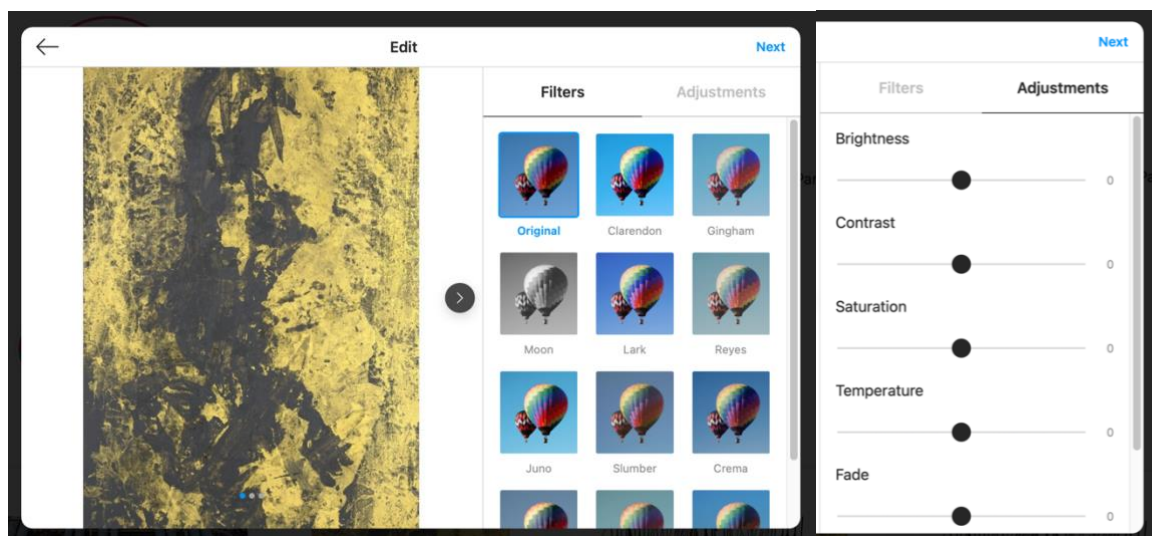 Edit
Next
Filters
Adjustments
Original
Clarendon
Gingham
Moon
Lark
Reyes
Juno
Slumber
Crema
Next
Filters
Adjustments
Brightness
0
Contrast
0
Saturation
0
Temperature
0
Fade
0